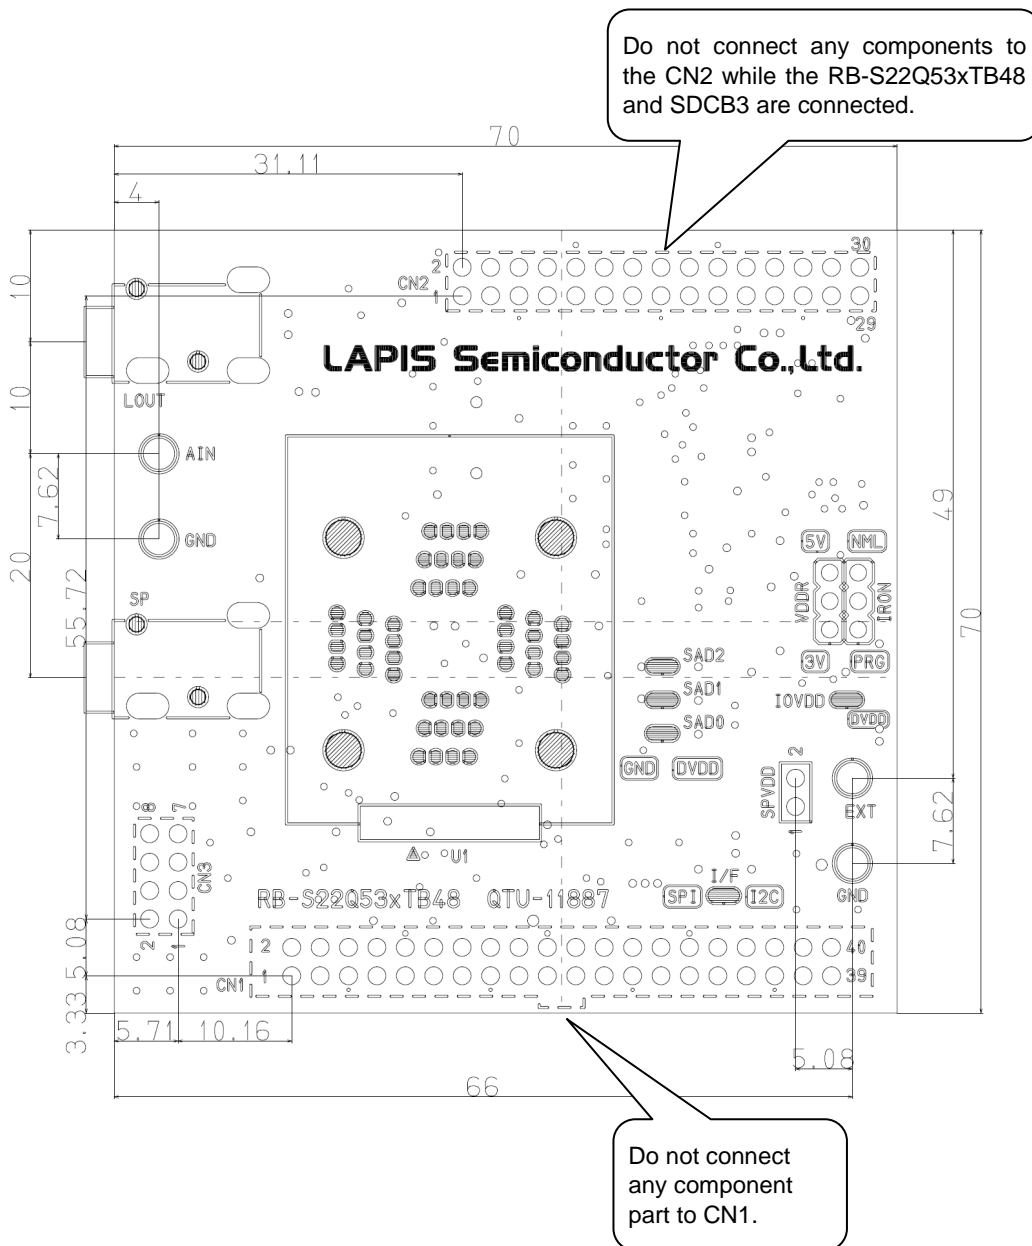 Do not connect any components to
the CN2 while the RB-S22Q53xTB48
and SDCB3 are connected.
70
31.11
4
30
2
CN2
1
29
10
LAPIS Semiconductor Co.,Ltd.
LOUT
10
AIN
7.62
49
GND
5V
NML
20
SP
VDDR
IRON
55.72
70
3V
PRG
SAD2
SAD1
IOVDD
SAD0
DVDD
GND
DVDD
2
SPVDD
EXT
1
7.62
8
7
U1
CN3
I/F
RB-S22Q53xTB48
QTU-11887
SPI
I2C
GND
2
1
5.08
2
40
CN1
1
39
3.33
5.71
10.16
5.08
66
Do not connect
any component
part to CN1.